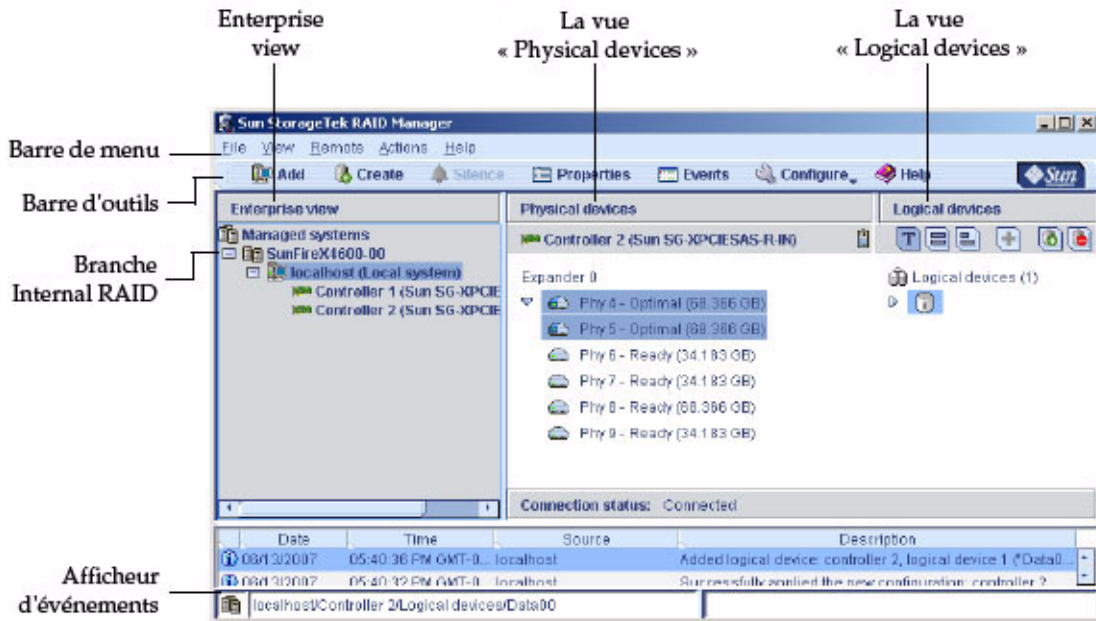 Enterprise view
La vue « Physical devices »
La vue « Logical devices »
Sun StorageTek RAID Manager
Barre de menu
File View Remote Actions Help
Barre d'outils
Add Create Silence Properties Events Configure Help Sun
Enterprise view
Physical devices
Logical devices
Managed systems
Controller 2 (Sun SG-XPCIESAS-R-IN)
Branche Internal RAID
SunFireX4600-00
localhost (Local system)
Controller 1 (Sun SG-XPCIE
Controller 2 (Sun SG-XPCIE
Expander 0
Phy 4 - Optimal (68.366 GB)
Phy 5 - Optimal (68.366 GB)
Phy 6 - Ready (34.183 GB)
Phy 7 - Ready (34.183 GB)
Phy 8 - Ready (68.366 GB)
Phy 9 - Ready (34.183 GB)
Logical devices (1)
Connection status: Connected
Date Time Source Description
06/13/2007 05:40:36 PM GMT-0... localhost Added logical device: controller 2, logical device 1 ("Data0...
06/13/2007 05:40:32 PM GMT-0... localhost Successfully applied the new configuration: controller 2
Afficheur d'événements
localhost/Controller 2/Logical devices/Data00